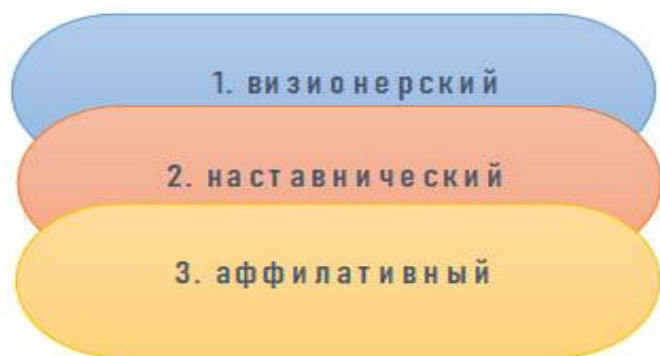 1. визионерский
2. наставнический
3. аффилативный